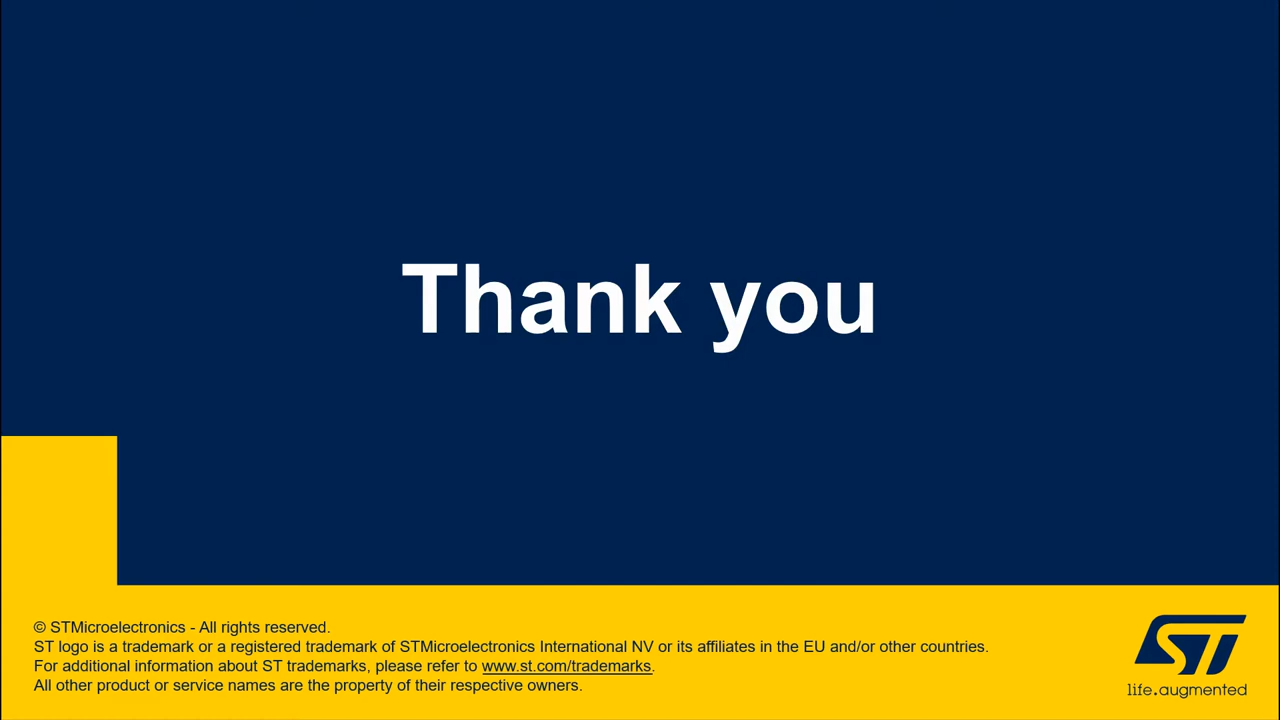 Thank you
© STMicroelectronics - All rights reserved.
ST logo is a trademark or a registered trademark of STMicroelectronics International NV or its affiliates in the EU and/or other countries.
For additional information about ST trademarks, please refer to www.st.com/trademarks.
All other product or service names are the property of their respective owners.
ST
life.augmented